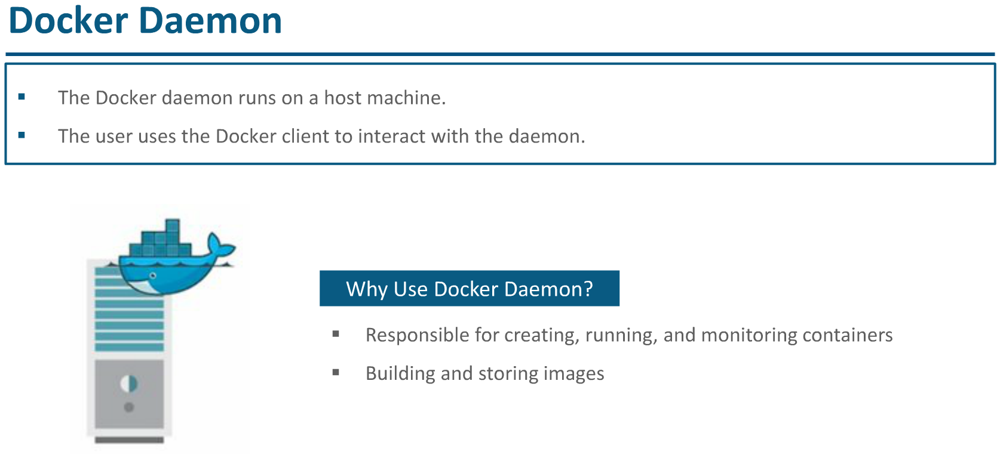 Docker Daemon
▪ The Docker daemon runs on a host machine.
▪ The user uses the Docker client to interact with the daemon.
Why Use Docker Daemon?
▪ Responsible for creating, running, and monitoring containers
▪ Building and storing images